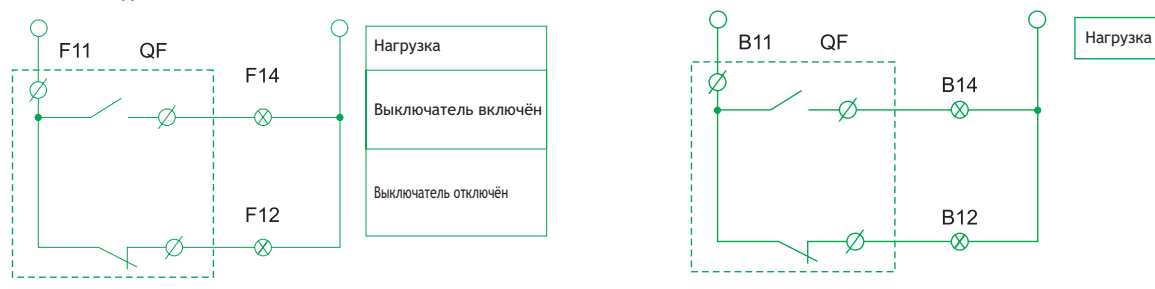 F11
QF
F14
F12
Нагрузка
Выключатель включён
Выключатель отключён
B11
QF
B14
B12
Нагрузка